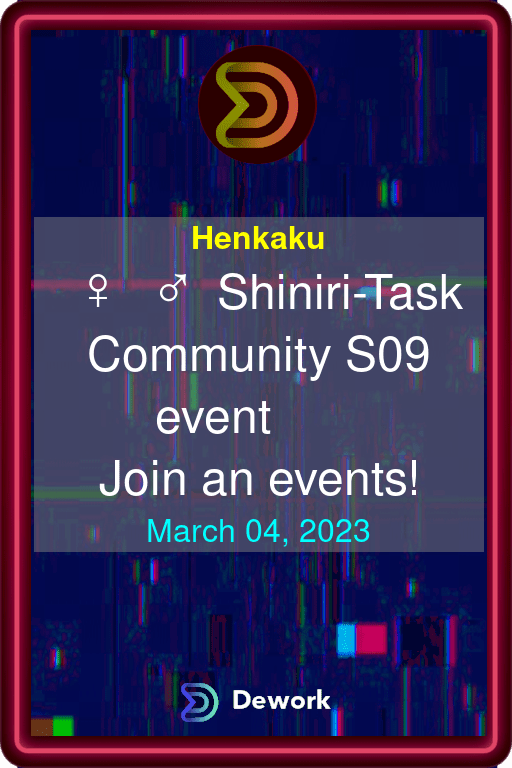 Henkaku
♀ ♂ Shiniri-Task
Community S09
event
Join an events!
March 04, 2023
Dework